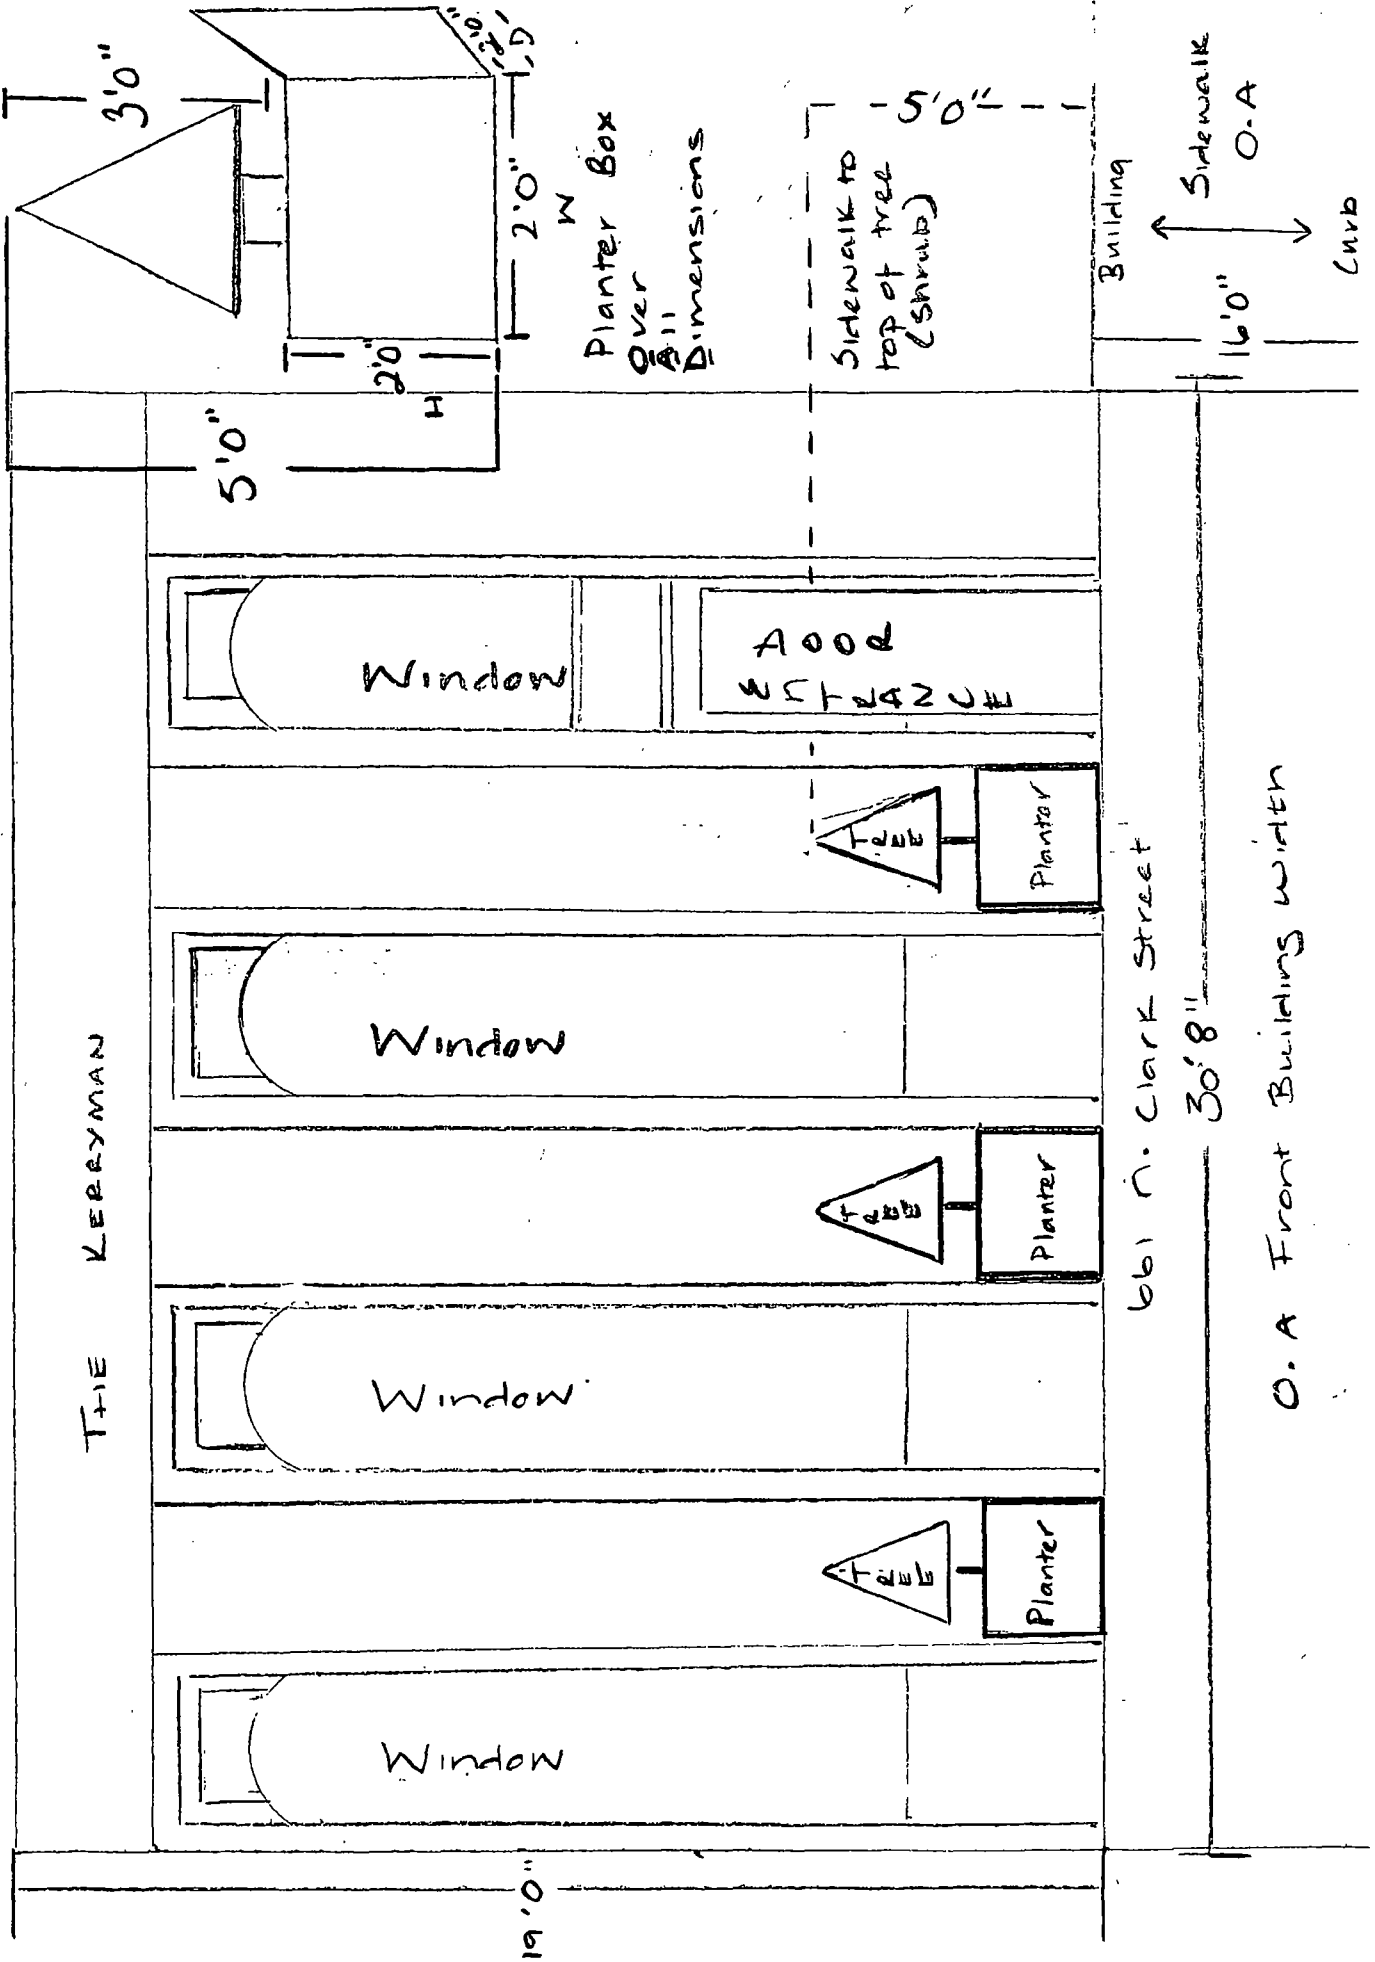 THE KERRYMAN
19'0"
Window
Window
Window
Window
TREE
TREE
TREE
Planter
Planter
Planter
DOOR
ENTRANCE
661 N. Clark Street
30'8"
O.A Front Building Width
5'0"
3'0"
2'0"
H
2'0"
W
2'0"
"D"
Planter Box
Over
All
Dimensions
Sidewalk to
top of tree
(Shrub)
5'0"
Building
Sidewalk
O.A
16'0"
Curb